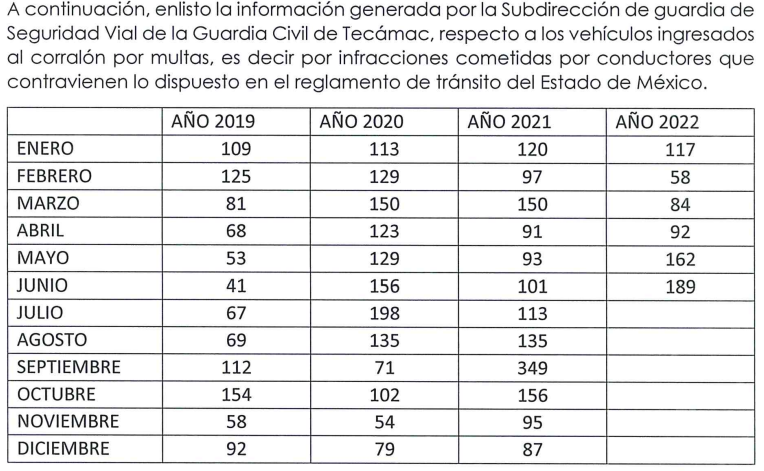 A continuación, enlisto la información generada por la Subdirección de guardia de
Seguridad Vial de la Guardia Civil de Tecámac, respecto a los vehículos ingresados
al corralón por multas, es decir por infracciones cometidas por conductores que
contravienen lo dispuesto en el reglamento de tránsito del Estado de México.
AÑO 2019 AÑO 2020 AÑO 2021 AÑO 2022
ENERO 109 113 120 117
FEBRERO 125 129 97 58
MARZO 81 150 150 84
ABRIL 68 123 91 92
MAYO 53 129 93 162
JUNIO 41 156 101 189
JULIO 67 198 113
AGOSTO 69 135 135
SEPTIEMBRE 112 71 349
OCTUBRE 154 102 156
NOVIEMBRE 58 54 95
DICIEMBRE 92 79 87